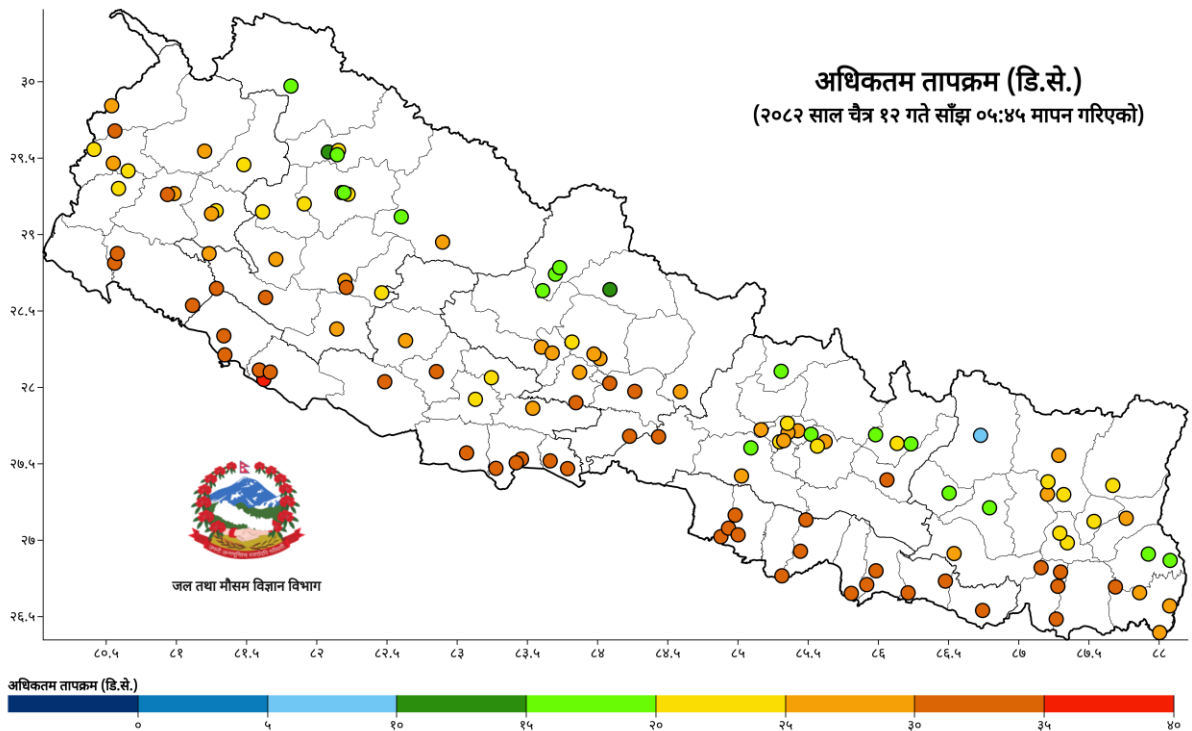 अधिकतम तापक्रम (डि.से.)
(२०८२ साल चैत्र १२ गते साँझ ०५:४५ मापन गरिएको)
३०
२९.५
२९
२८.५
२८
२७.५
२७
२६.५
जल तथा मौसम विज्ञान विभाग
८०.५ ८१ ८१.५ ८२ ८२.५ ८३ ८३.५ ८४ ८४.५ ८५ ८५.५ ८६ ८६.५ ८७ ८७.५ ८८
अधिकतम तापक्रम (डि.से.)
० ५ १० १५ २० २५ ३० ३५ ४०